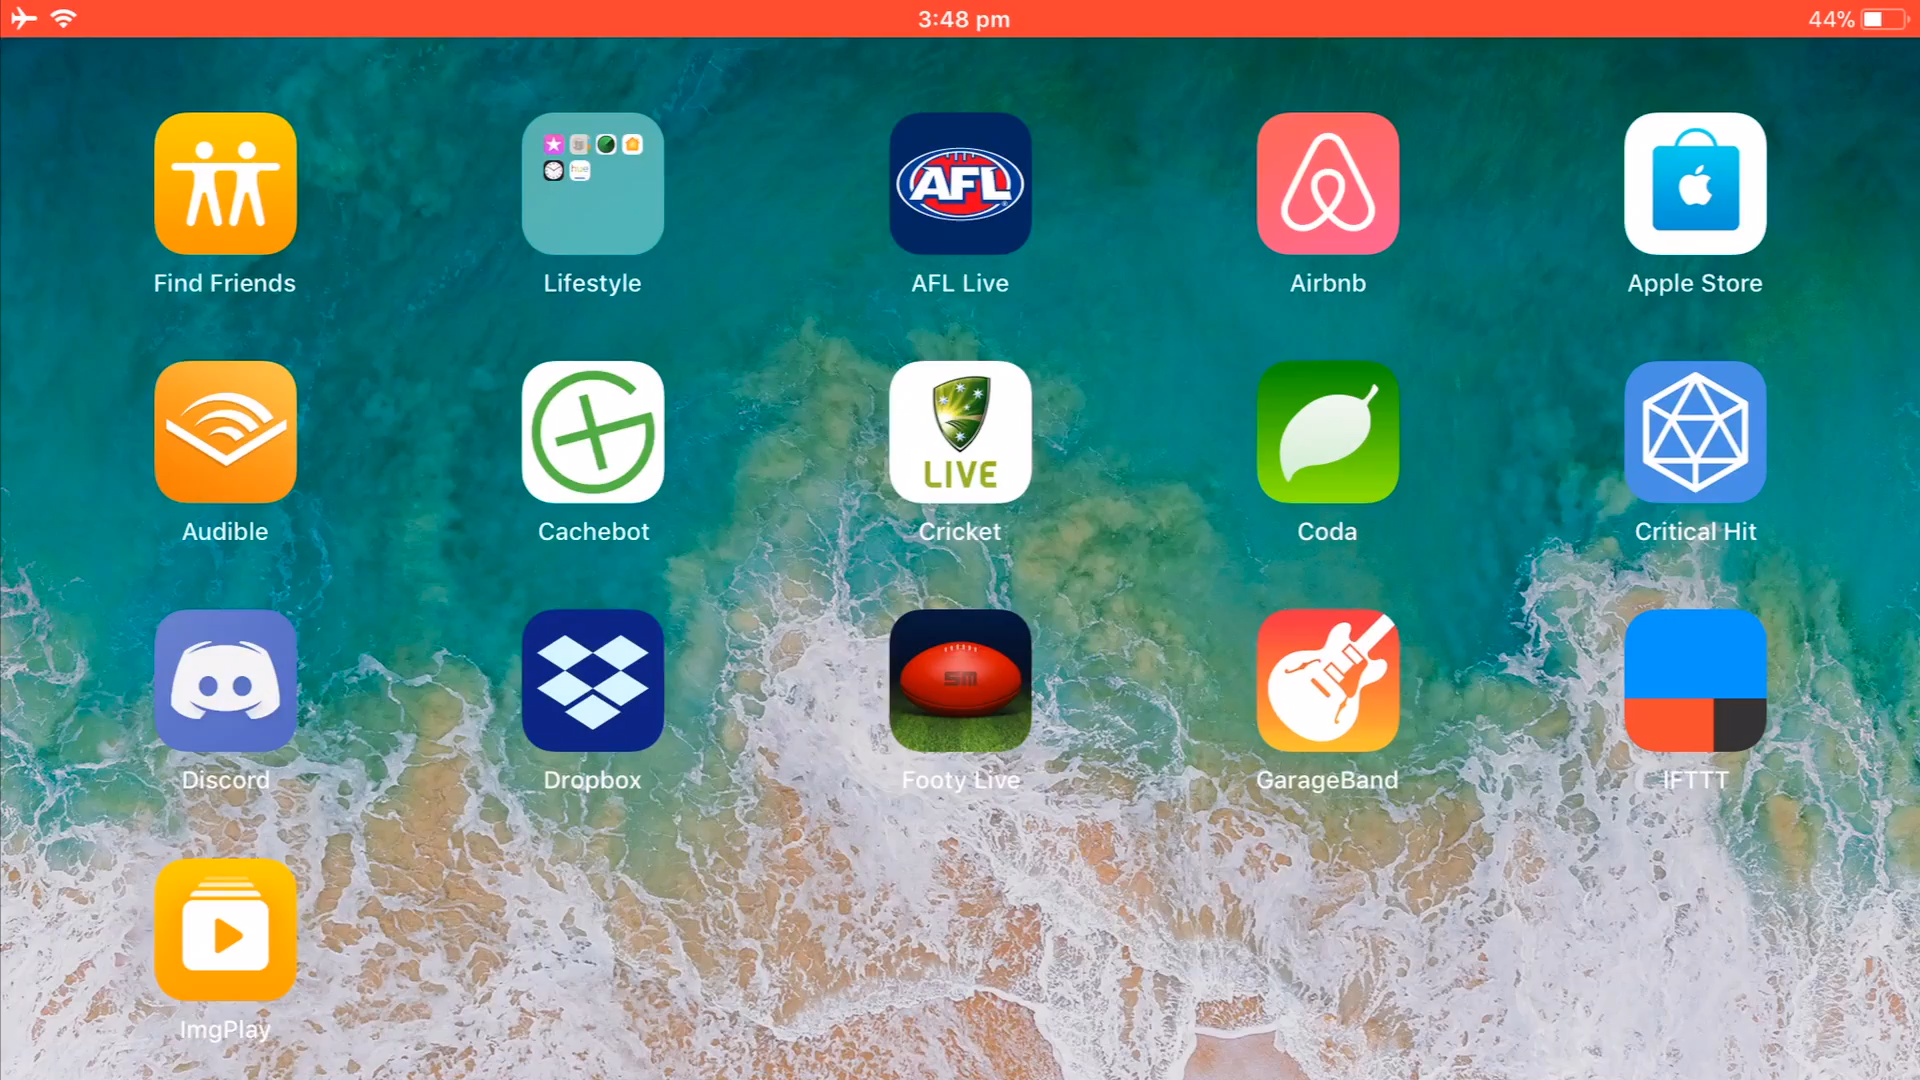 3:48 pm
44%
AFL
Find Friends
Lifestyle
AFL Live
Airbnb
Apple Store
LIVE
Audible
Cachebot
Cricket
Coda
Critical Hit
SM
Discord
Dropbox
Footy Live
GarageBand
IFTTT
ImgPlay